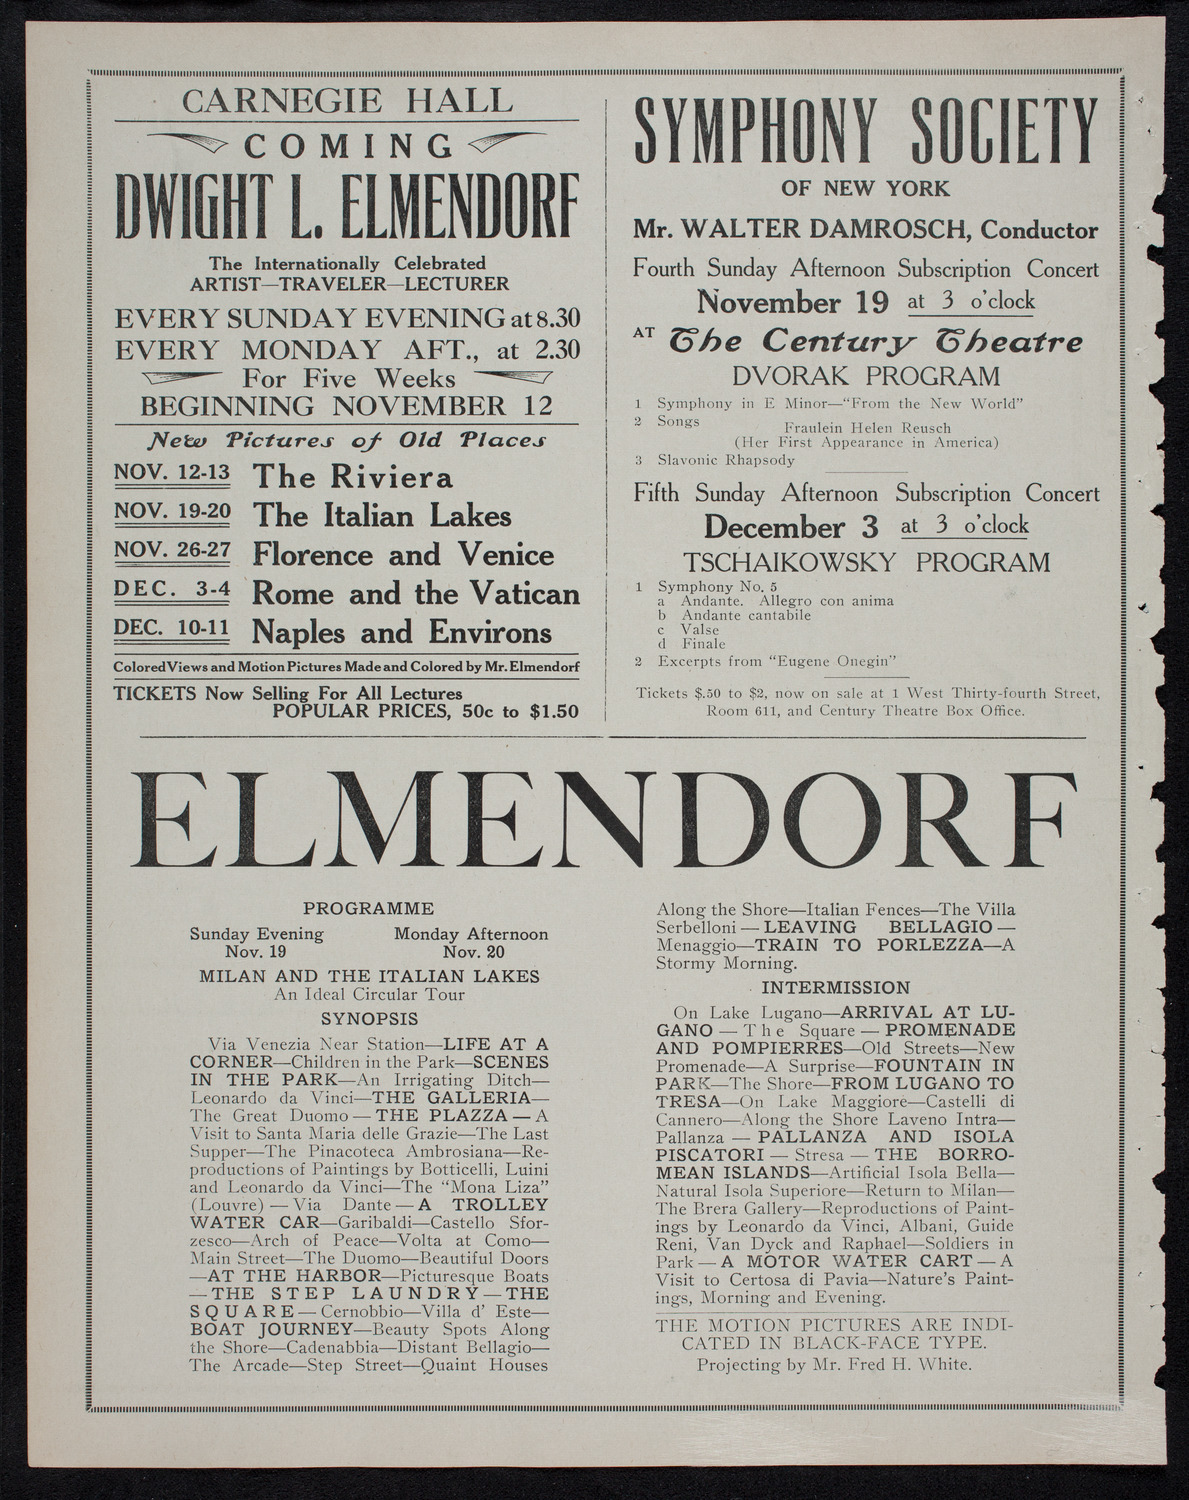 CARNEGIE HALL
COMING
DWIGHT L. ELMENDORF
The Internationally Celebrated
ARTIST—TRAVELER—LECTURER
EVERY SUNDAY EVENING at 8.30
EVERY MONDAY AFT., at 2.30
For Five Weeks
BEGINNING NOVEMBER 12
New Pictures of Old Places
NOV. 12-13 The Riviera
NOV. 19-20 The Italian Lakes
NOV. 26-27 Florence and Venice
DEC. 3-4 Rome and the Vatican
DEC. 10-11 Naples and Environs
Colored Views and Motion Pictures Made and Colored by Mr. Elmendorf
TICKETS Now Selling For All Lectures
POPULAR PRICES, 50c to $1.50
SYMPHONY SOCIETY
OF NEW YORK
Mr. WALTER DAMROSCH, Conductor
Fourth Sunday Afternoon Subscription Concert
November 19 at 3 o'clock
AT The Century Theatre
DVORAK PROGRAM
1 Symphony in E Minor—"From the New World"
2 Songs
Fraulein Helen Reusch
(Her First Appearance in America)
3 Slavonic Rhapsody
Fifth Sunday Afternoon Subscription Concert
December 3 at 3 o'clock
TSCHAIKOWSKY PROGRAM
1 Symphony No. 5
a Andante. Allegro con anima
b Andante cantabile
c Valse
d Finale
2 Excerpts from "Eugene Onegin"
Tickets $.50 to $2, now on sale at 1 West Thirty-fourth Street,
Room 611, and Century Theatre Box Office.
ELMENDORF
PROGRAMME
Sunday Evening Monday Afternoon
Nov. 19 Nov. 20
MILAN AND THE ITALIAN LAKES
An Ideal Circular Tour
SYNOPSIS
Via Venezia Near Station—LIFE AT A
CORNER—Children in the Park—SCENES
IN THE PARK—An Irrigating Ditch—
Leonardo da Vinci—THE GALLERIA—
The Great Duomo—THE PLAZZA—A
Visit to Santa Maria delle Grazie—The Last
Supper—The Pinacoteca Ambrosiana—Re-
productions of Paintings by Botticelli, Luini
and Leonardo da Vinci—The "Mona Liza"
(Louvre)—Via Dante—A TROLLEY
WATER CAR—Garibaldi—Castello Sfor-
zesco—Arch of Peace—Volta at Como—
Main Street—The Duomo—Beautiful Doors
—AT THE HARBOR—Picturesque Boats
—THE STEP LAUNDRY—THE
SQUARE—Cernobbio—Villa d' Este—
BOAT JOURNEY—Beauty Spots Along
the Shore—Cadenabbia—Distant Bellagio—
The Arcade—Step Street—Quaint Houses
Along the Shore—Italian Fences—The Villa
Serbelloni—LEAVING BELLAGIO—
Menaggio—TRAIN TO PORLEZZA—A
Stormy Morning.
INTERMISSION
On Lake Lugano—ARRIVAL AT LU-
GANO—The Square—PROMENADE
AND POMPIERRES—Old Streets—New
Promenade—A Surprise—FOUNTAIN IN
PARK—The Shore—FROM LUGANO TO
TRESA—On Lake Maggiore—Castelli di
Cannero—Along the Shore Laveno Intra—
Pallanza—PALLANZA AND ISOLA
PISCATORI—Stresa—THE BORRO-
MEAN ISLANDS—Artificial Isola Bella—
Natural Isola Superiore—Return to Milan—
The Brera Gallery—Reproductions of Paint-
ings by Leonardo da Vinci, Albani, Guide
Reni, Van Dyck and Raphael—Soldiers in
Park—A MOTOR WATER CART—A
Visit to Certosa di Pavia—Nature's Paint-
ings, Morning and Evening.
THE MOTION PICTURES ARE INDI-
CATED IN BLACK-FACE TYPE.
Projecting by Mr. Fred H. White.